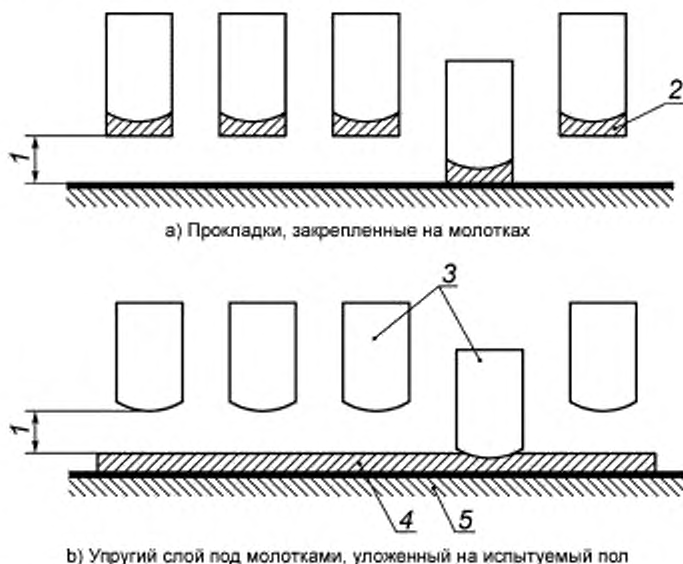 2
1
а) Прокладки, закрепленные на молотках
3
1
4 5
b) Упругий слой под молотками, уложенный на испытуемый пол